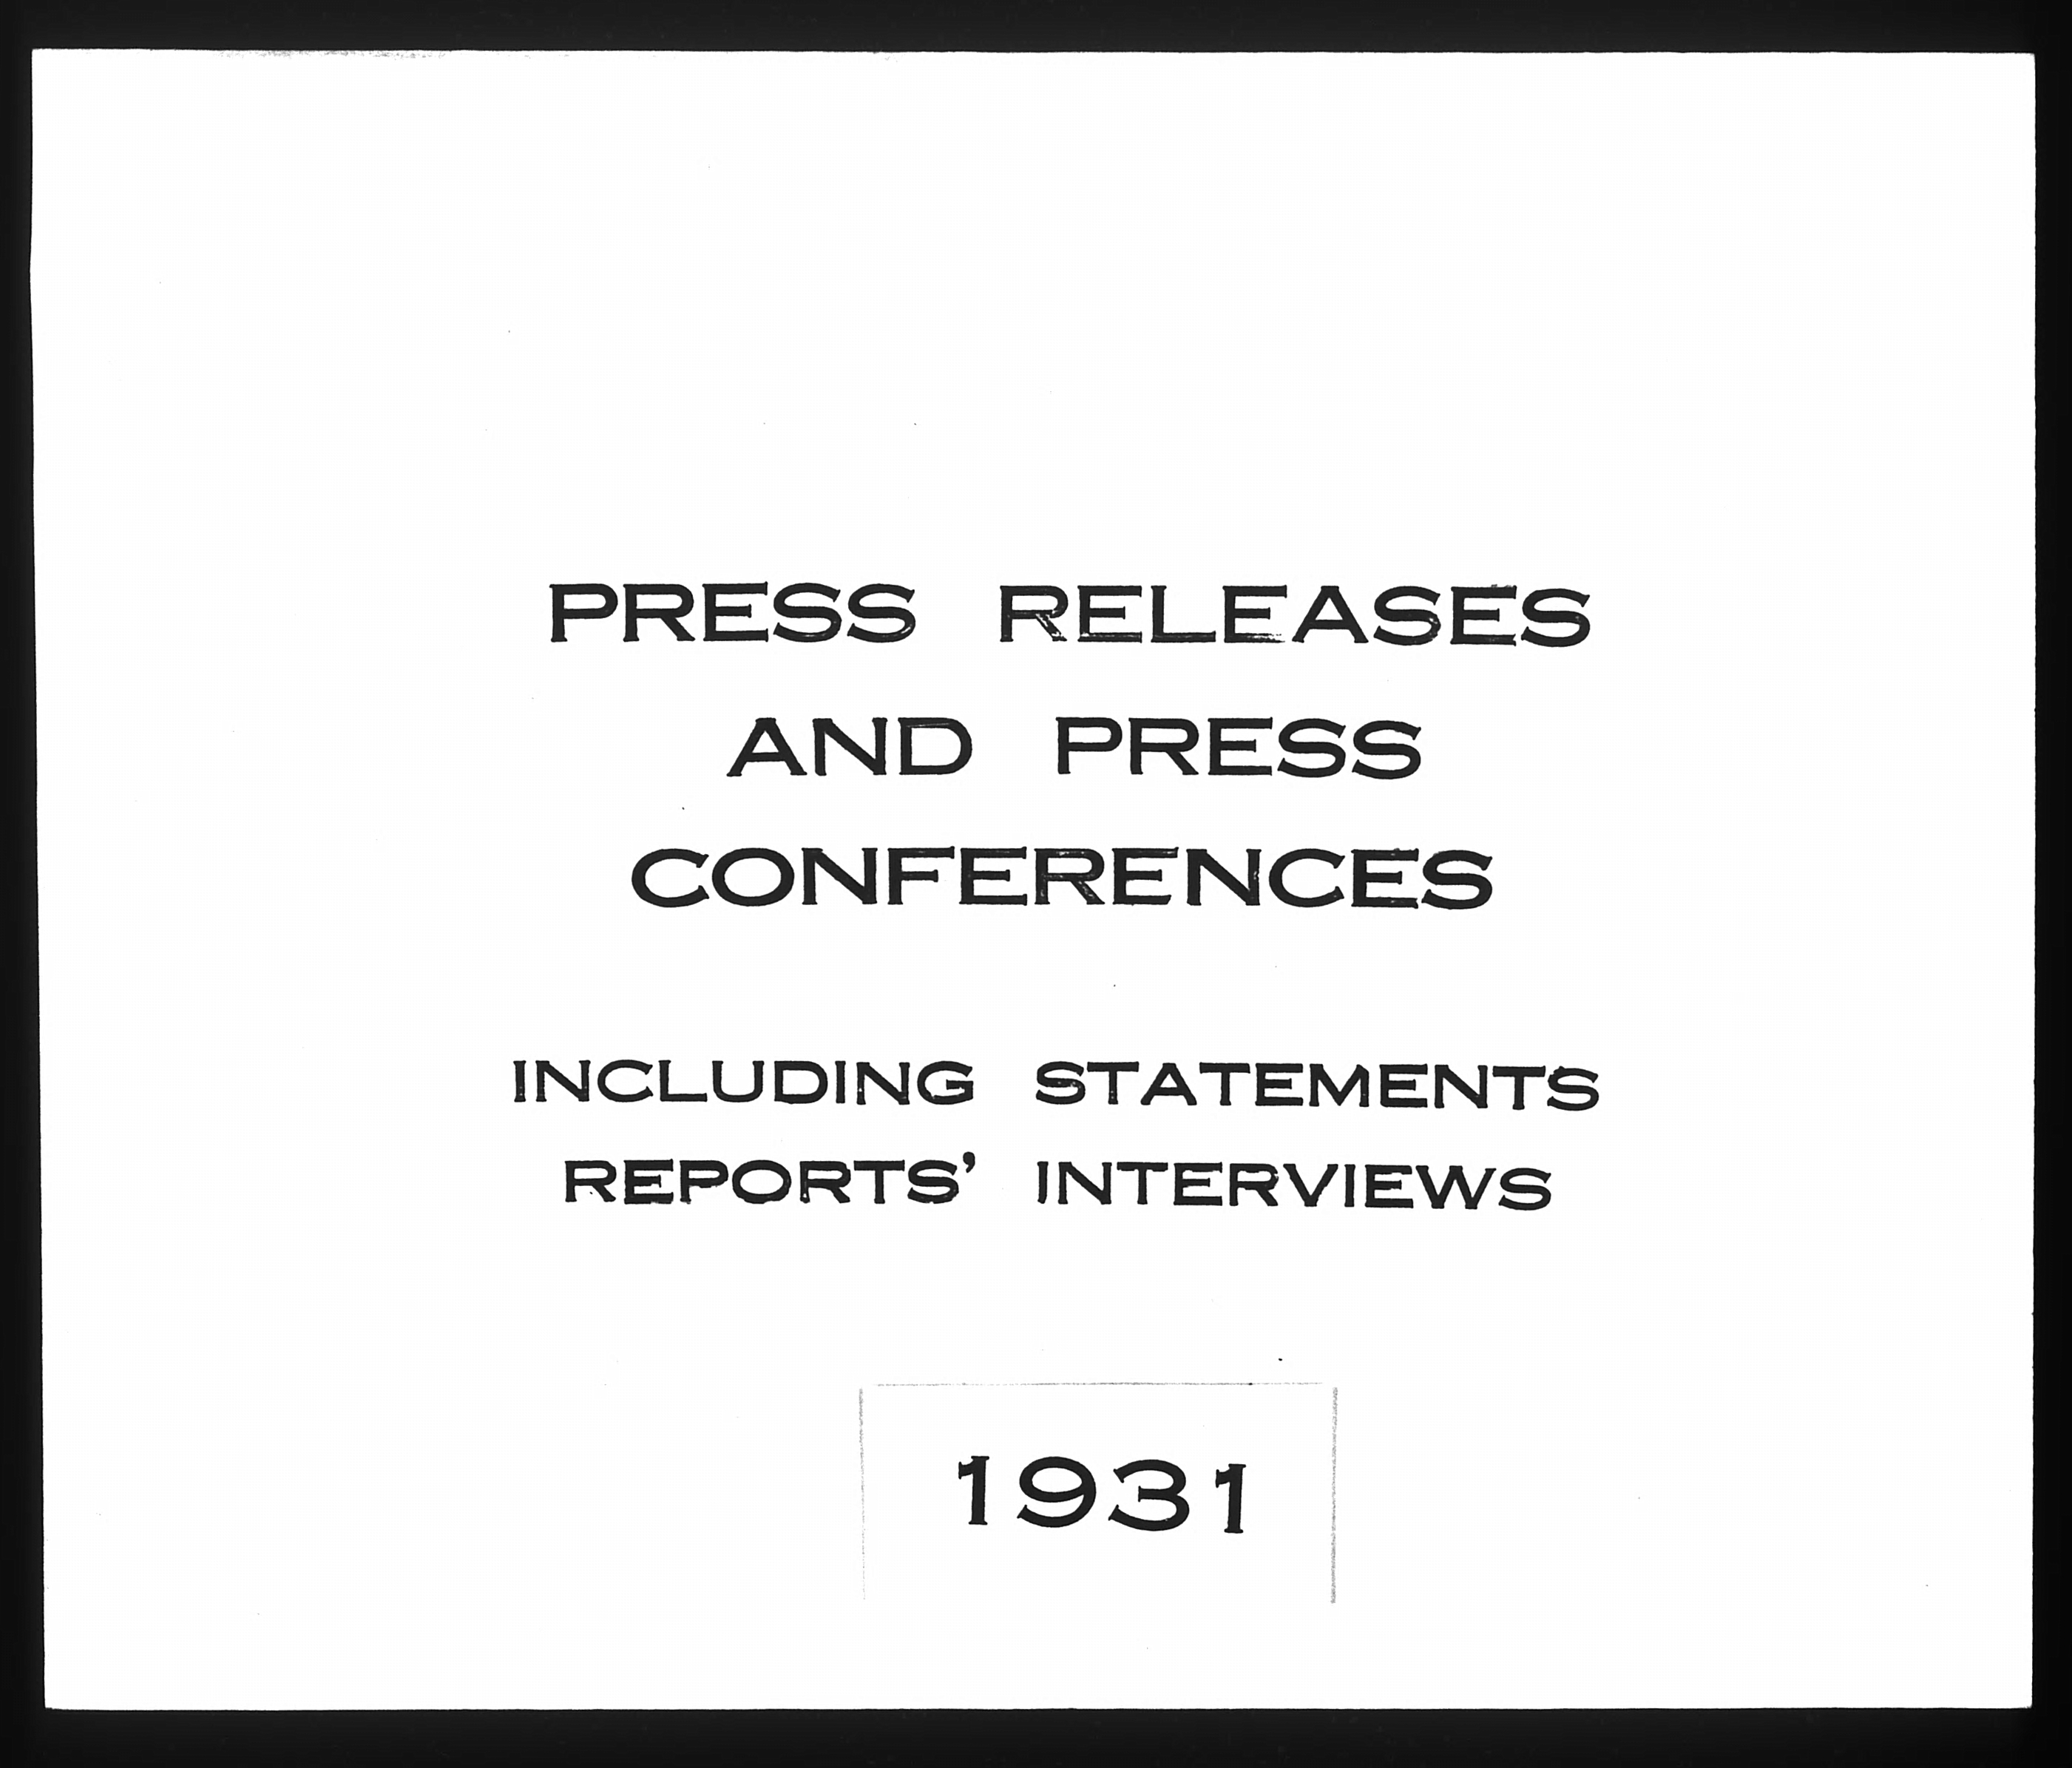 PRESS RELEASES
AND PRESS
CONFERENCES
INCLUDING STATEMENTS
REPORTS’ INTERVIEWS
1931